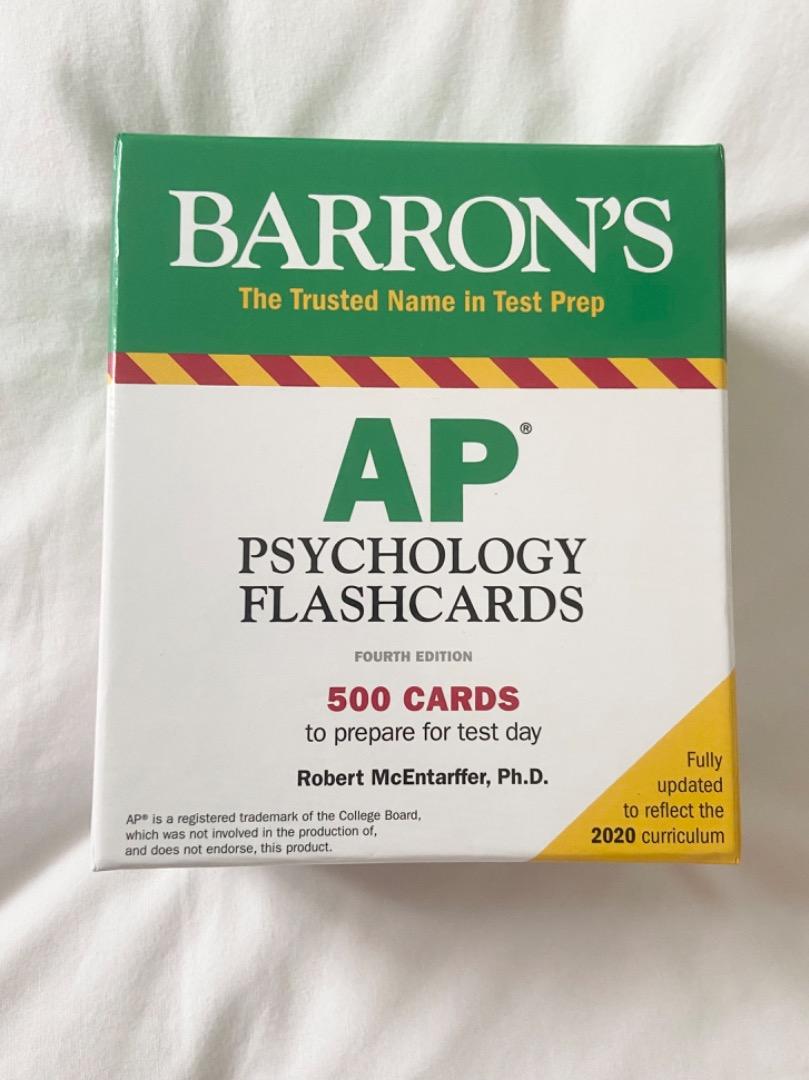 BARRON'S
The Trusted Name in Test Prep
AP®
PSYCHOLOGY
FLASHCARDS
FOURTH EDITION
500 CARDS
to prepare for test day
Robert McEntarffer, Ph.D.
AP® is a registered trademark of the College Board,
which was not involved in the production of,
and does not endorse, this product.
Fully
updated
to reflect the
2020 curriculum